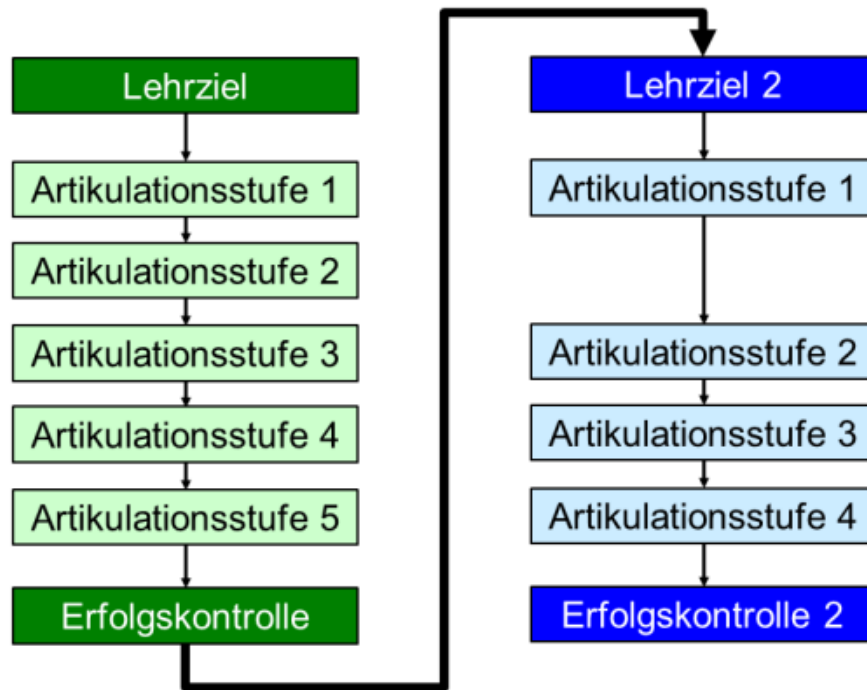 Lehrziel
Artikulationsstufe 1
Artikulationsstufe 2
Artikulationsstufe 3
Artikulationsstufe 4
Artikulationsstufe 5
Erfolgskontrolle
Lehrziel 2
Artikulationsstufe 1
Artikulationsstufe 2
Artikulationsstufe 3
Artikulationsstufe 4
Erfolgskontrolle 2